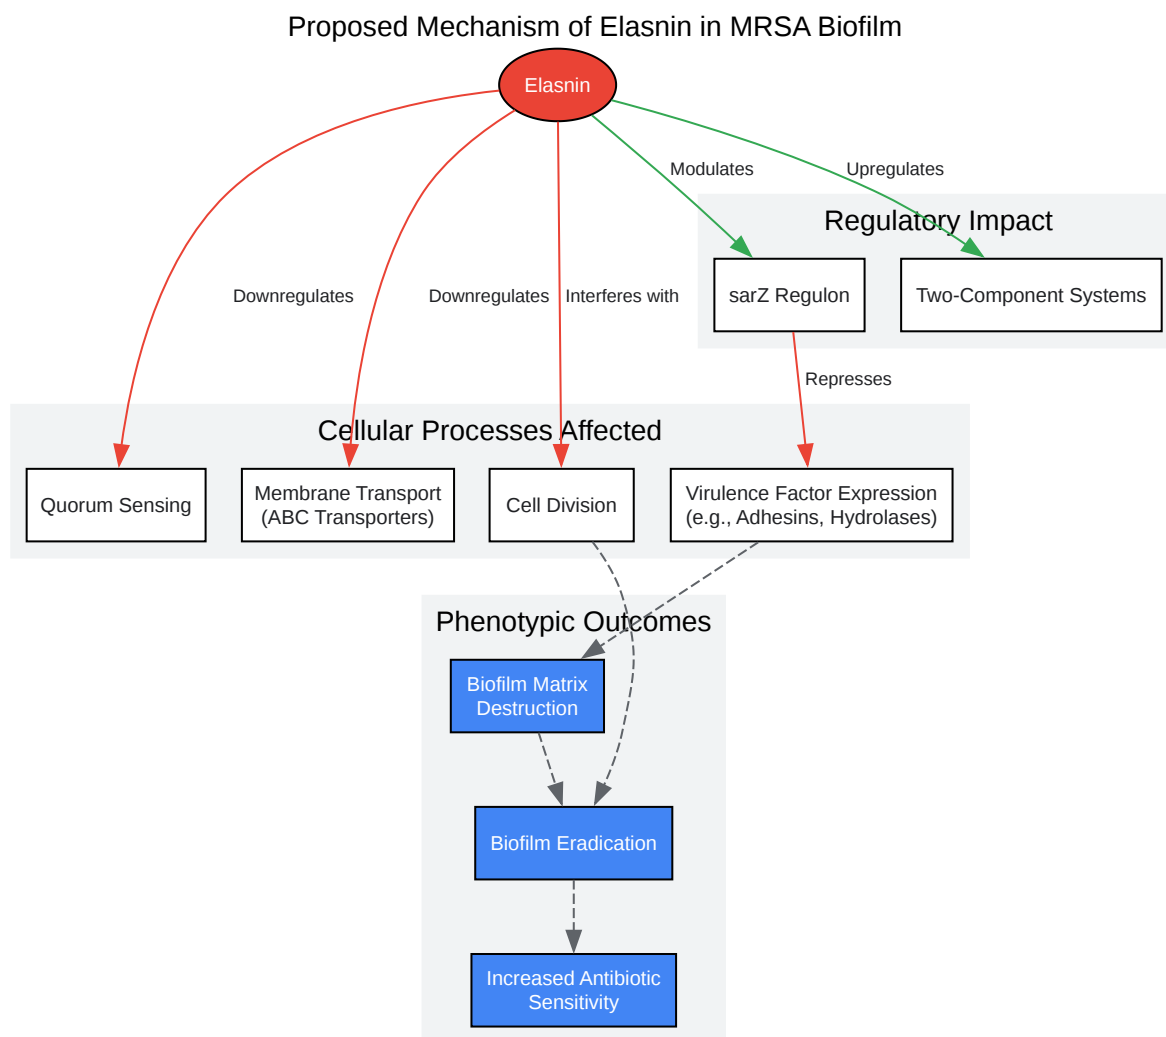 Proposed Mechanism of Elasnin in MRSA Biofilm
Elasnin
Modulates
Upregulates
Regulatory Impact
sarZ Regulon
Two-Component Systems
Downregulates
Downregulates
Interferes with
Represses
Cellular Processes Affected
Quorum Sensing
Membrane Transport
(ABC Transporters)
Cell Division
Virulence Factor Expression
(e.g., Adhesins, Hydrolases)
Phenotypic Outcomes
Biofilm Matrix
Destruction
Biofilm Eradication
Increased Antibiotic
Sensitivity